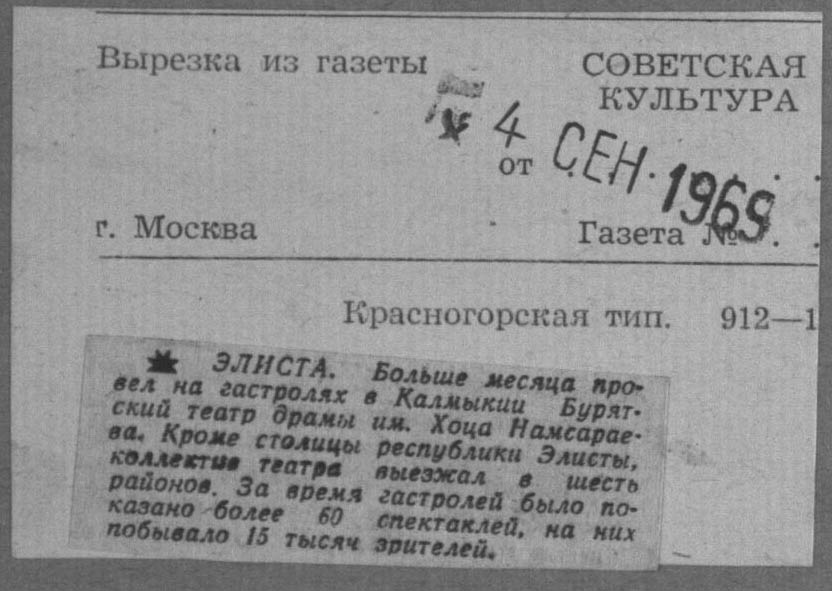 Вырезка из газеты
СОВЕТСКАЯ
КУЛЬТУРА
4 СЕН. 1969
от . . .
г. Москва
Газета № . .
Красногорская тип. 912—1
ЭЛИСТА. Больше месяца про-
вел на гастролях в Калмыкии Бурят-
ский театр драмы им. Хоца Намсарае-
ва. Кроме столицы республики Элисты,
коллектив театра выезжал в шесть
районов. За время гастролей было по-
казано более 60 спектаклей, на них
побывало 15 тысяч зрителей.